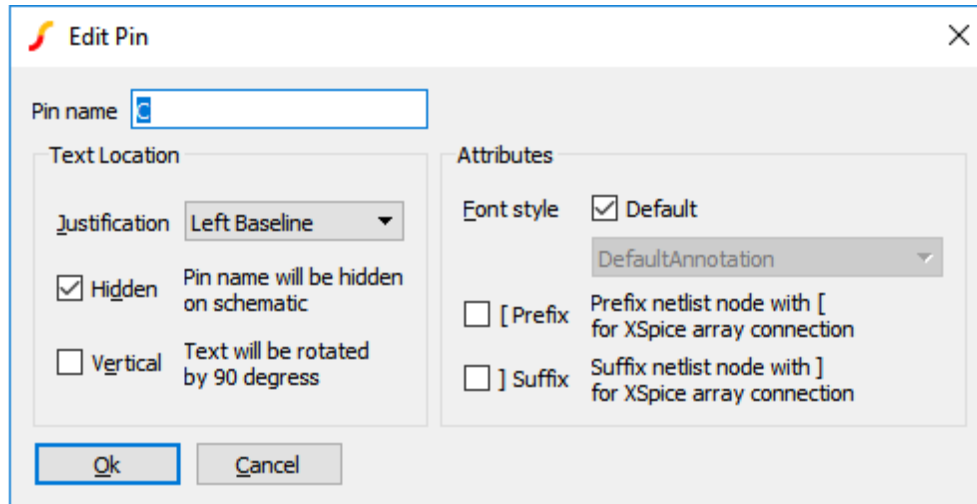 Edit Pin
Pin name C
Text Location
Justification Left Baseline
Hidden Pin name will be hidden
on schematic
Vertical Text will be rotated
by 90 degress
Attributes
Font style Default
DefaultAnnotation
[ Prefix Prefix netlist node with [
for XSpice array connection
] Suffix Suffix netlist node with ]
for XSpice array connection
Ok Cancel